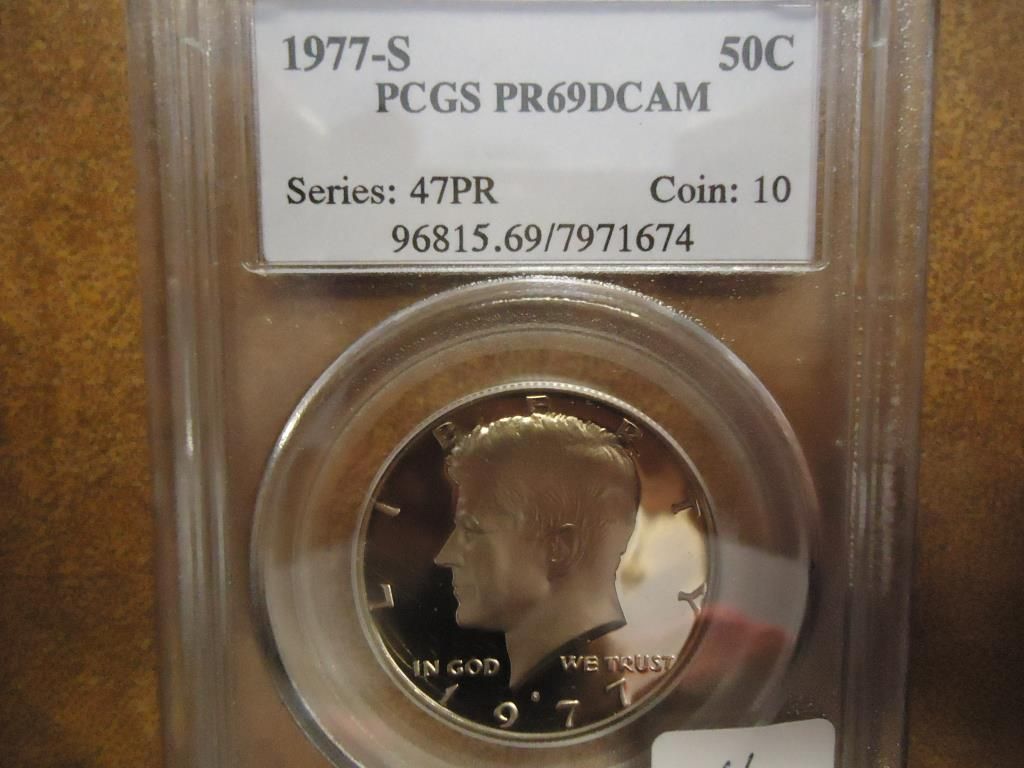 1977-S 50C
PCGS PR69DCAM
Series: 47PR Coin: 10
96815.69/7971674
LIBERTY
IN GOD WE TRUST
1977